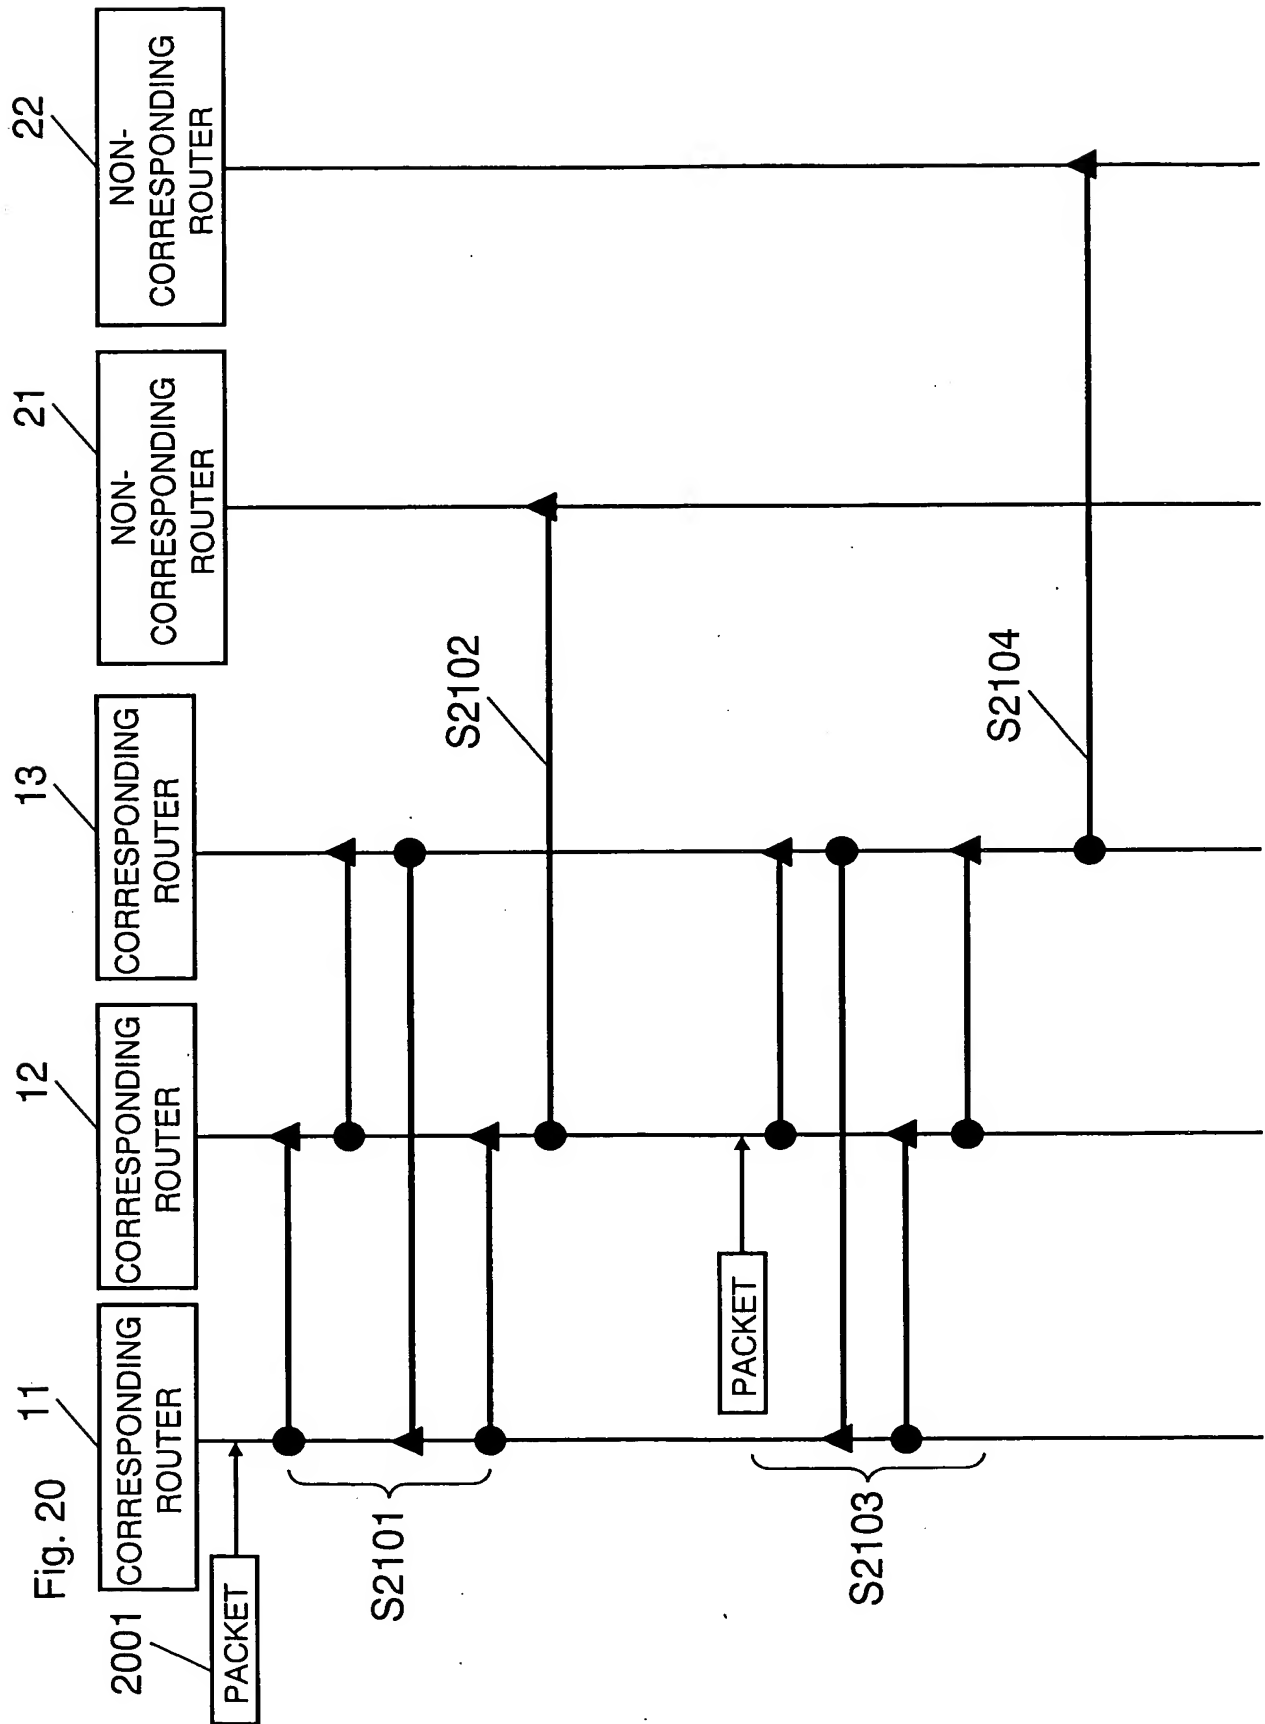 Fig. 20
11
CORRESPONDING
ROUTER
12
CORRESPONDING
ROUTER
13
CORRESPONDING
ROUTER
21
NON-
CORRESPONDING
ROUTER
22
NON-
CORRESPONDING
ROUTER
2001
PACKET
S2101
S2102
PACKET
S2103
S2104